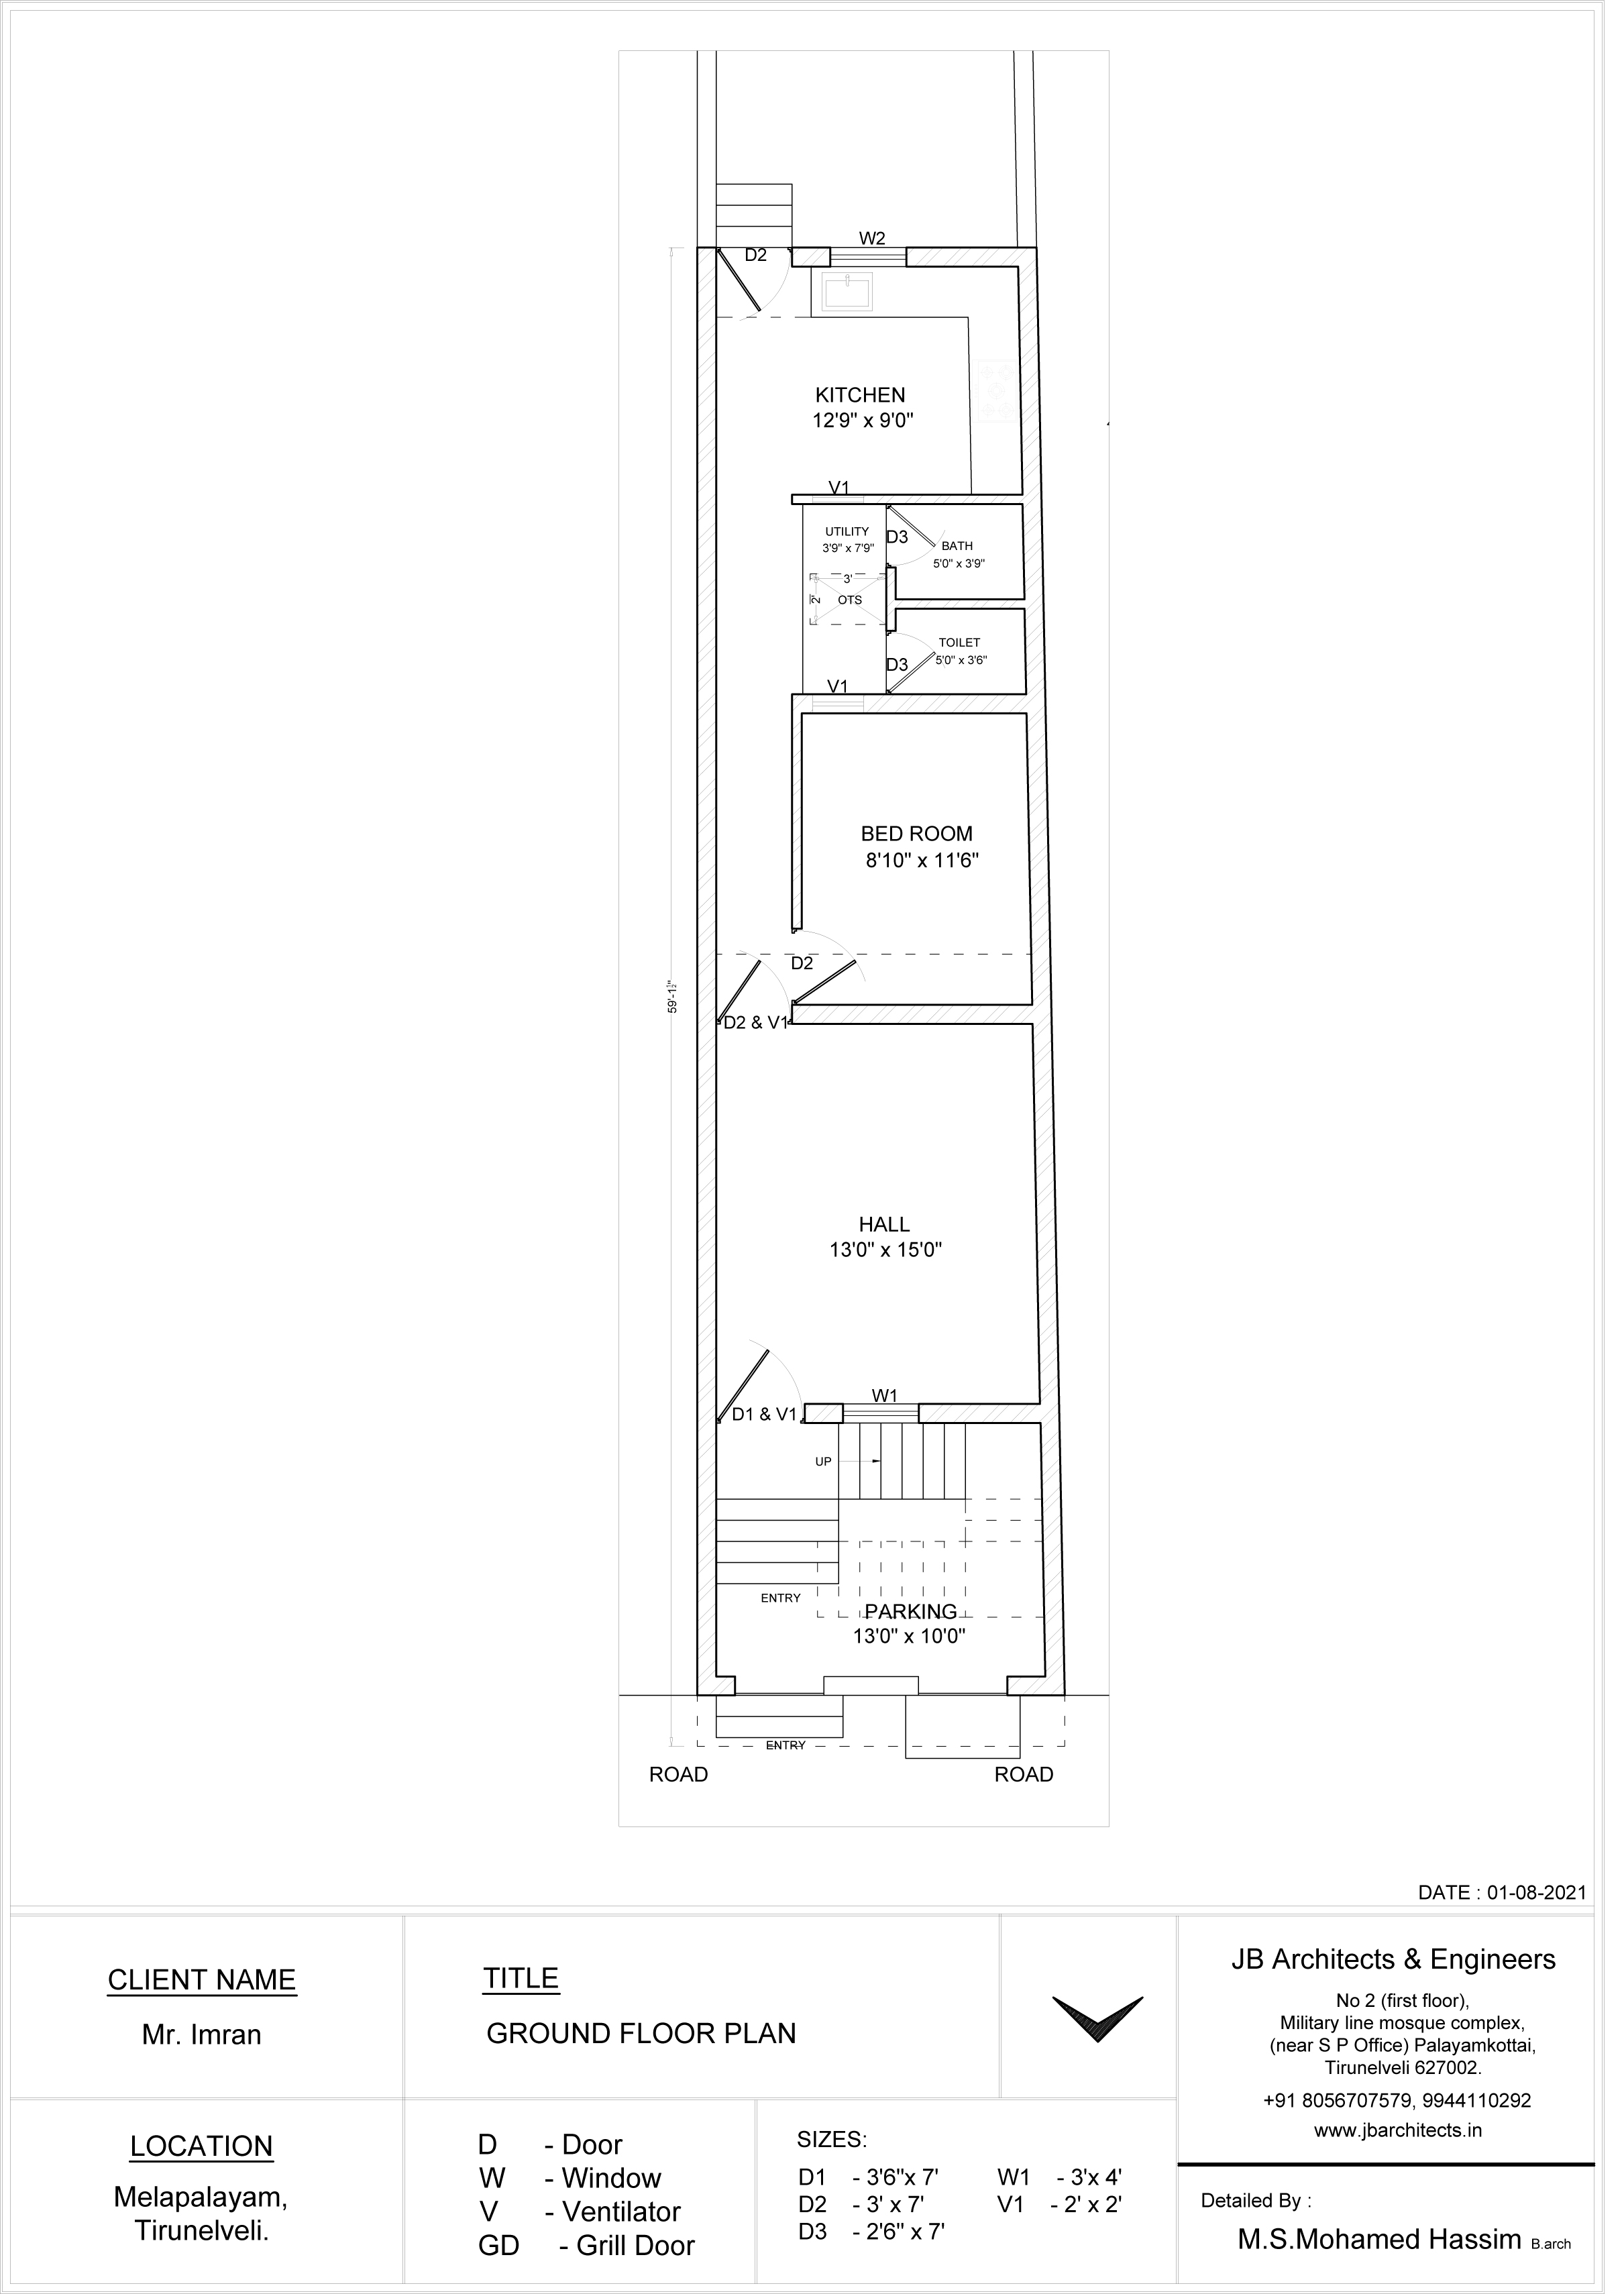 W2
D2
KITCHEN
12'9" x 9'0"
V1
UTILITY
3'9" x 7'9"
D3
BATH
5'0" x 3'9"
3'
2'
OTS
TOILET
5'0" x 3'6"
D3
V1
BED ROOM
8'10" x 11'6"
D2
59'-1½"
D2 & V1
HALL
13'0" x 15'0"
W1
D1 & V1
UP
ENTRY
PARKING
13'0" x 10'0"
ENTRY
ROAD
ROAD
DATE : 01-08-2021
CLIENT NAME
Mr. Imran
TITLE
GROUND FLOOR PLAN
JB Architects & Engineers
No 2 (first floor),
Military line mosque complex,
(near S P Office) Palayamkottai,
Tirunelveli 627002.
+91 8056707579, 9944110292
www.jbarchitects.in
LOCATION
Melapalayam,
Tirunelveli.
D - Door
W - Window
V - Ventilator
GD - Grill Door
SIZES:
D1 - 3'6"x 7' W1 - 3'x 4'
D2 - 3' x 7' V1 - 2' x 2'
D3 - 2'6" x 7'
Detailed By :
M.S.Mohamed Hassim B.arch